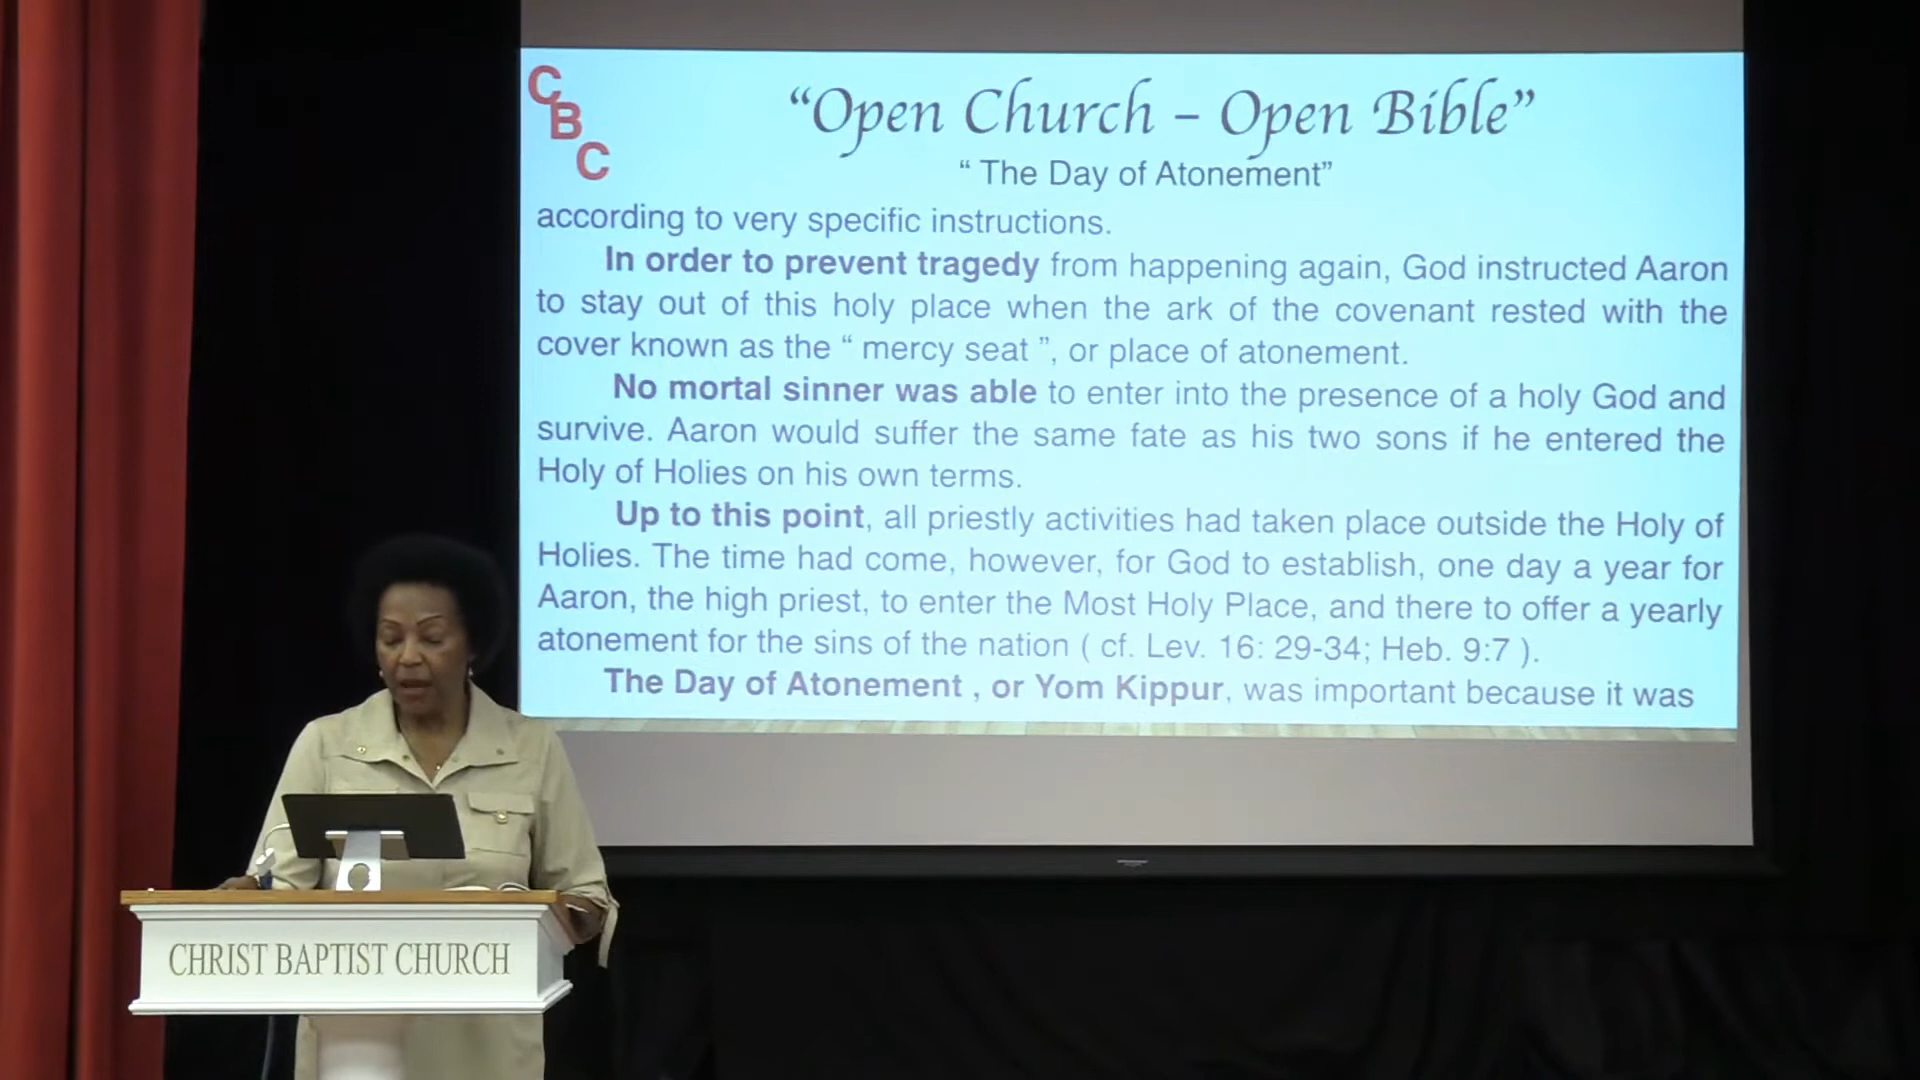 C
B
C
“Open Church – Open Bible”
“ The Day of Atonement”
according to very specific instructions.
In order to prevent tragedy from happening again, God instructed Aaron
to stay out of this holy place when the ark of the covenant rested with the
cover known as the “ mercy seat ”, or place of atonement.
No mortal sinner was able to enter into the presence of a holy God and
survive. Aaron would suffer the same fate as his two sons if he entered the
Holy of Holies on his own terms.
Up to this point, all priestly activities had taken place outside the Holy of
Holies. The time had come, however, for God to establish, one day a year for
Aaron, the high priest, to enter the Most Holy Place, and there to offer a yearly
atonement for the sins of the nation ( cf. Lev. 16: 29-34; Heb. 9:7 ).
The Day of Atonement , or Yom Kippur, was important because it was
CHRIST BAPTIST CHURCH